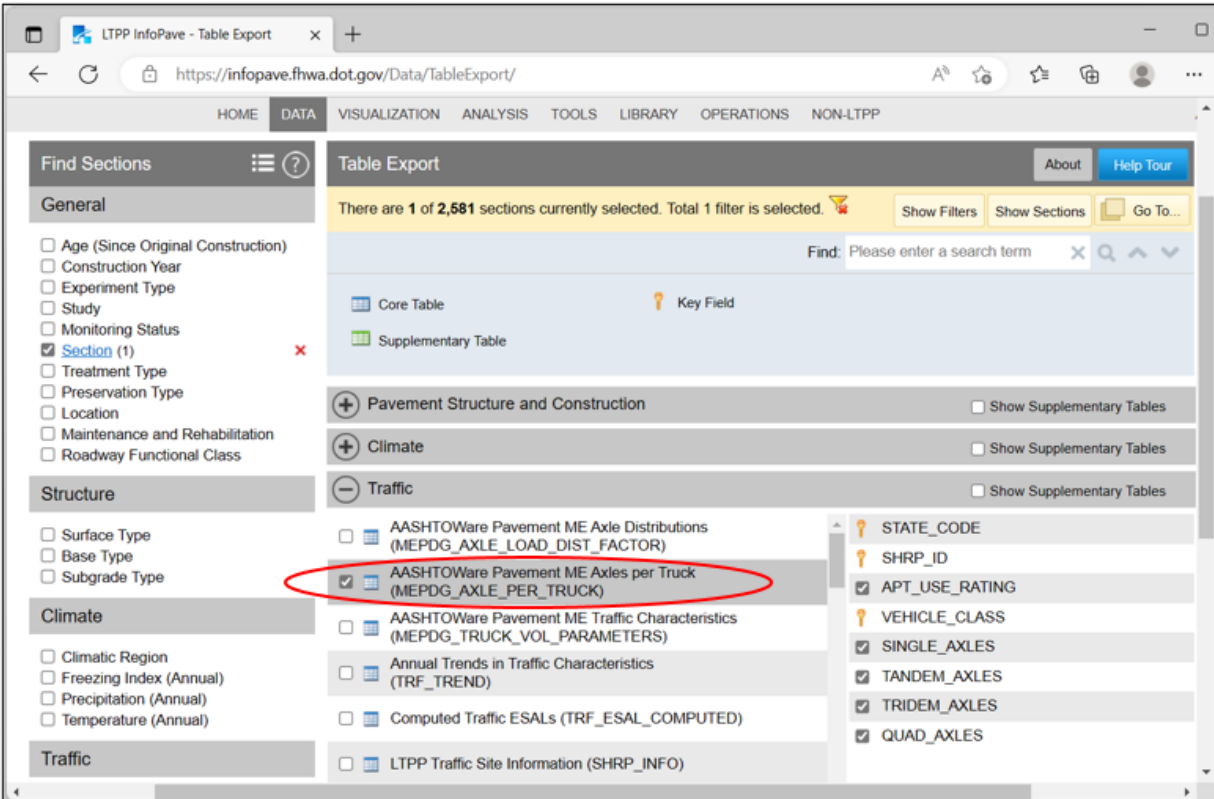 LTPP InfoPave - Table Export
https://infopave.fhwa.dot.gov/Data/TableExport/
HOME DATA VISUALIZATION ANALYSIS TOOLS LIBRARY OPERATIONS NON-LTPP
Find Sections
General
Age (Since Original Construction)
Construction Year
Experiment Type
Study
Monitoring Status
Section (1)
Treatment Type
Preservation Type
Location
Maintenance and Rehabilitation
Roadway Functional Class
Structure
Surface Type
Base Type
Subgrade Type
Climate
Climatic Region
Freezing Index (Annual)
Precipitation (Annual)
Temperature (Annual)
Traffic
Table Export About Help Tour
There are 1 of 2,581 sections currently selected. Total 1 filter is selected. Show Filters Show Sections Go To...
Find: Please enter a search term
Core Table Key Field
Supplementary Table
Pavement Structure and Construction Show Supplementary Tables
Climate Show Supplementary Tables
Traffic Show Supplementary Tables
AASHTOWare Pavement ME Axle Distributions
(MEPDG_AXLE_LOAD_DIST_FACTOR)
AASHTOWare Pavement ME Axles per Truck
(MEPDG_AXLE_PER_TRUCK)
AASHTOWare Pavement ME Traffic Characteristics
(MEPDG_TRUCK_VOL_PARAMETERS)
Annual Trends in Traffic Characteristics
(TRF_TREND)
Computed Traffic ESALs (TRF_ESAL_COMPUTED)
LTPP Traffic Site Information (SHRP_INFO)
STATE_CODE
SHRP_ID
APT_USE_RATING
VEHICLE_CLASS
SINGLE_AXLES
TANDEM_AXLES
TRIDEM_AXLES
QUAD_AXLES